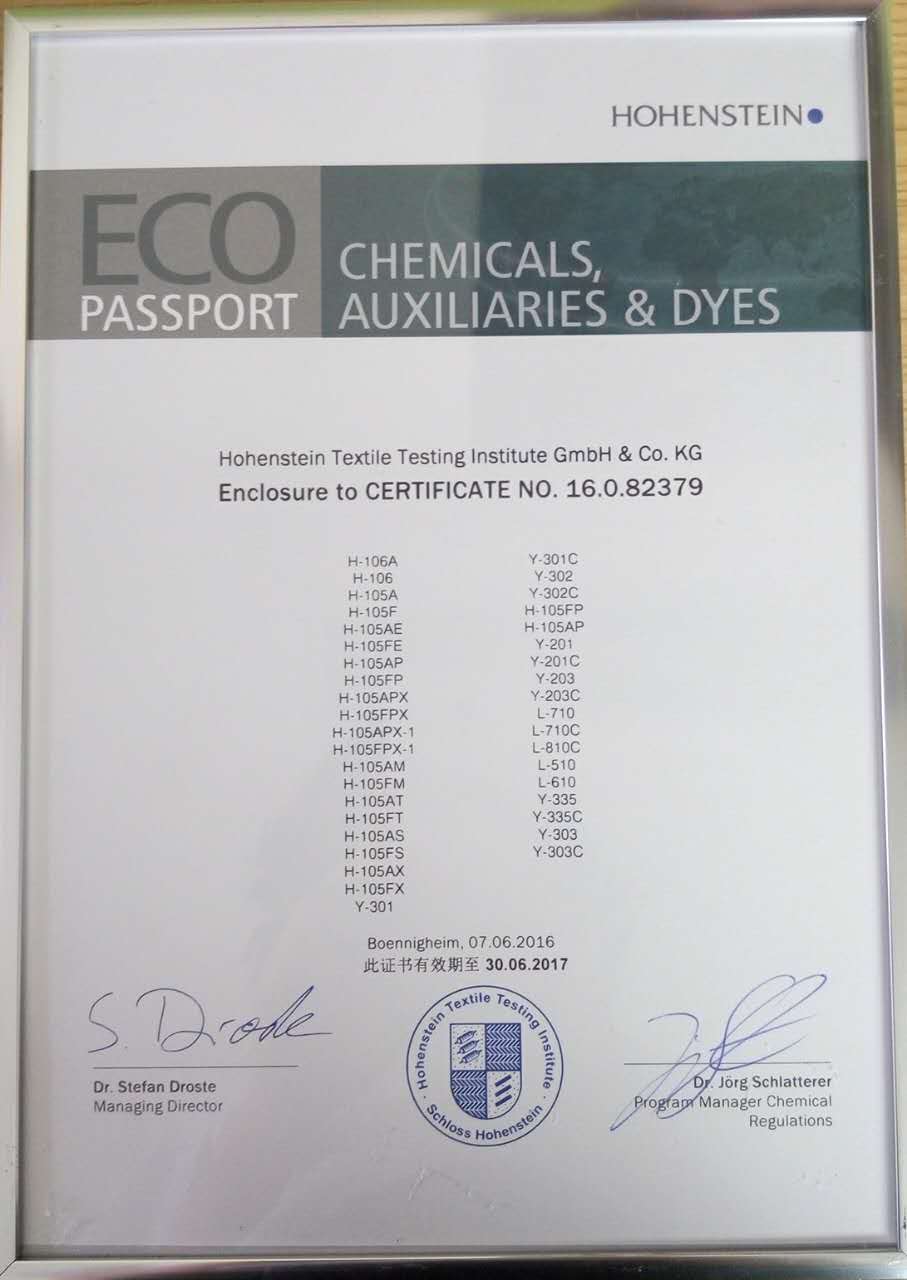 HOHENSTEIN
ECO
PASSPORT
CHEMICALS,
AUXILIARIES & DYES
Hohenstein Textile Testing Institute GmbH & Co. KG
Enclosure to CERTIFICATE NO. 16.0.82379
H-106A
H-106
H-105A
H-105F
H-105AE
H-105FE
H-105AP
H-105FP
H-105APX
H-105FPX
H-105APX-1
H-105FPX-1
H-105AM
H-105FM
H-105AT
H-105FT
H-105AS
H-105FS
H-105AX
H-105FX
Y-301
Y-301C
Y-302
Y-302C
H-105FP
H-105AP
Y-201
Y-201C
Y-203
Y-203C
L-710
L-710C
L-810C
L-510
L-610
Y-335
Y-335C
Y-303
Y-303C
Boennigheim, 07.06.2016
此证书有效期至 30.06.2017
S. Droste
Dr. Stefan Droste
Managing Director
Hohenstein Textile Testing Institute
Schloss Hohenstein
Dr. Jörg Schlatterer
Program Manager Chemical
Regulations